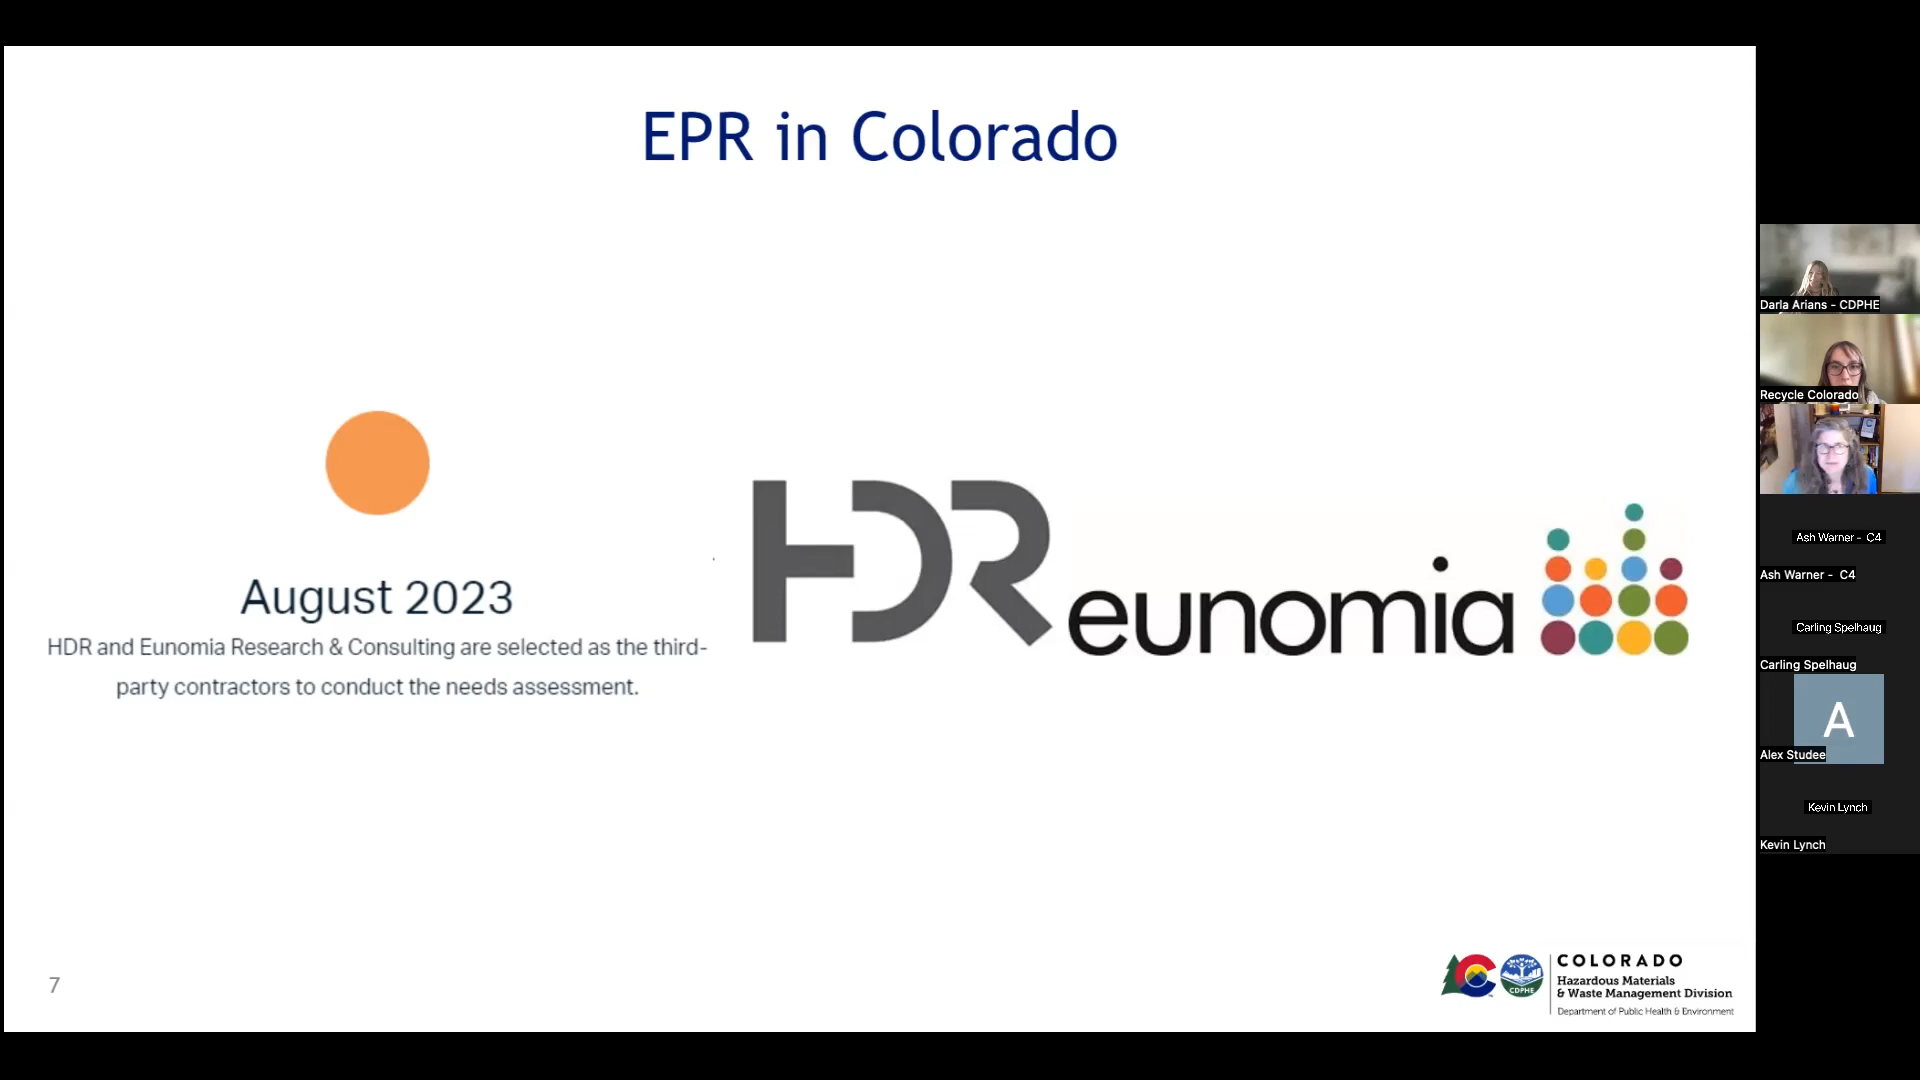 EPR in Colorado
August 2023
HDR and Eunomia Research & Consulting are selected as the third-
party contractors to conduct the needs assessment.
HDR
eunomia
7
CDPHE
COLORADO
Hazardous Materials
& Waste Management Division
Department of Public Health & Environment
Darla Arians - CDPHE
Recycle Colorado
Ash Warner - C4
Ash Warner - C4
Carling Spelhaug
Carling Spelhaug
A
Alex Studee
Kevin Lynch
Kevin Lynch